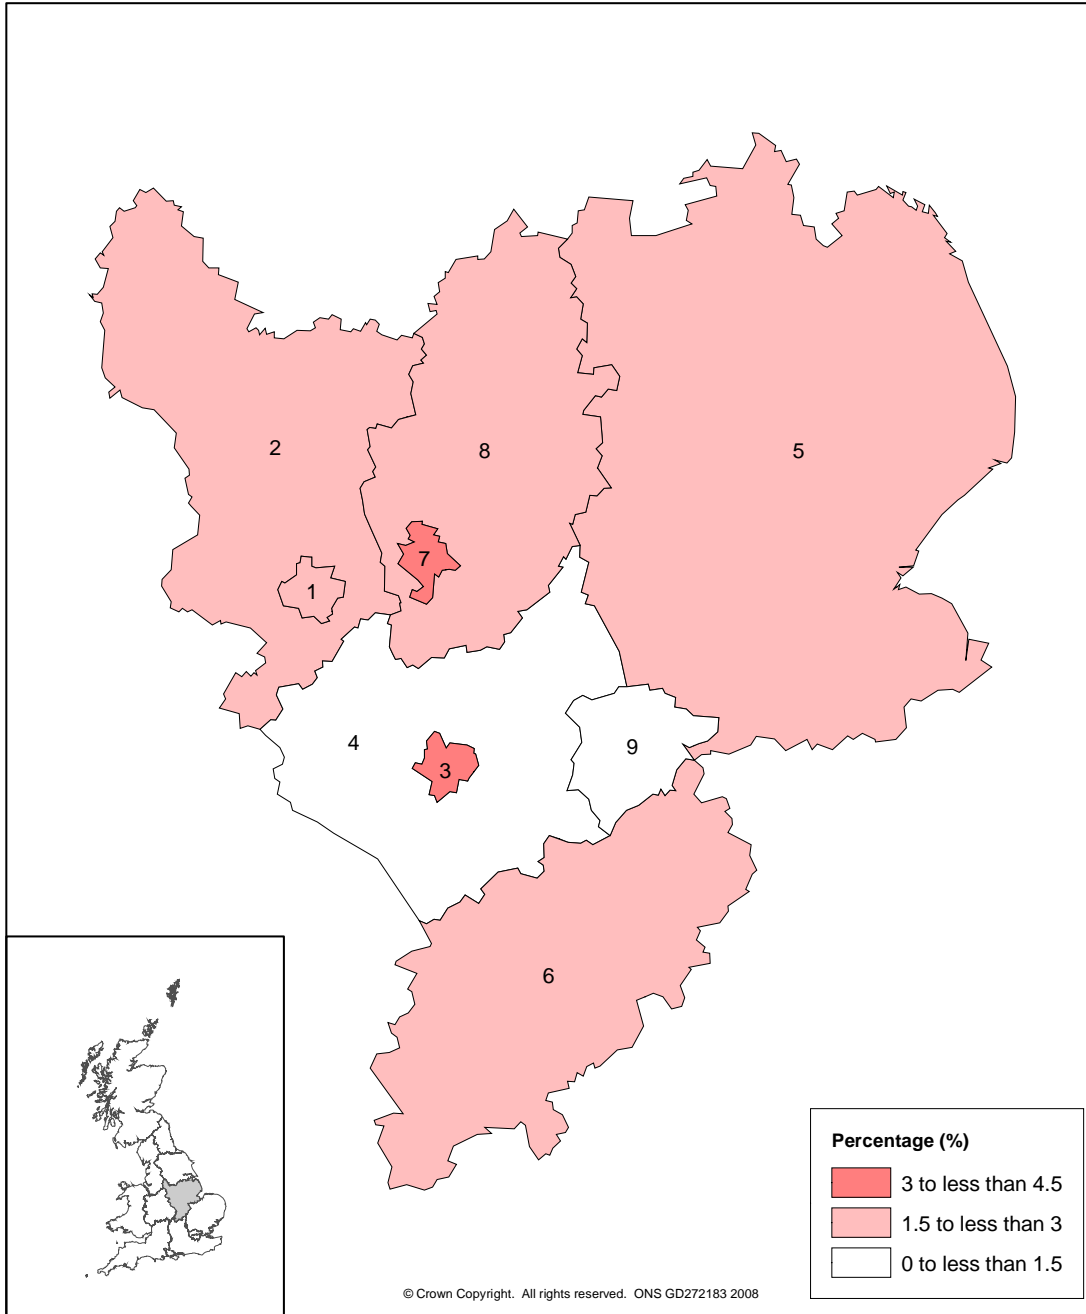 2
8
5
7
1
4
9
3
6
Percentage (%)
3 to less than 4.5
1.5 to less than 3
0 to less than 1.5
© Crown Copyright. All rights reserved. ONS GD272183 2008